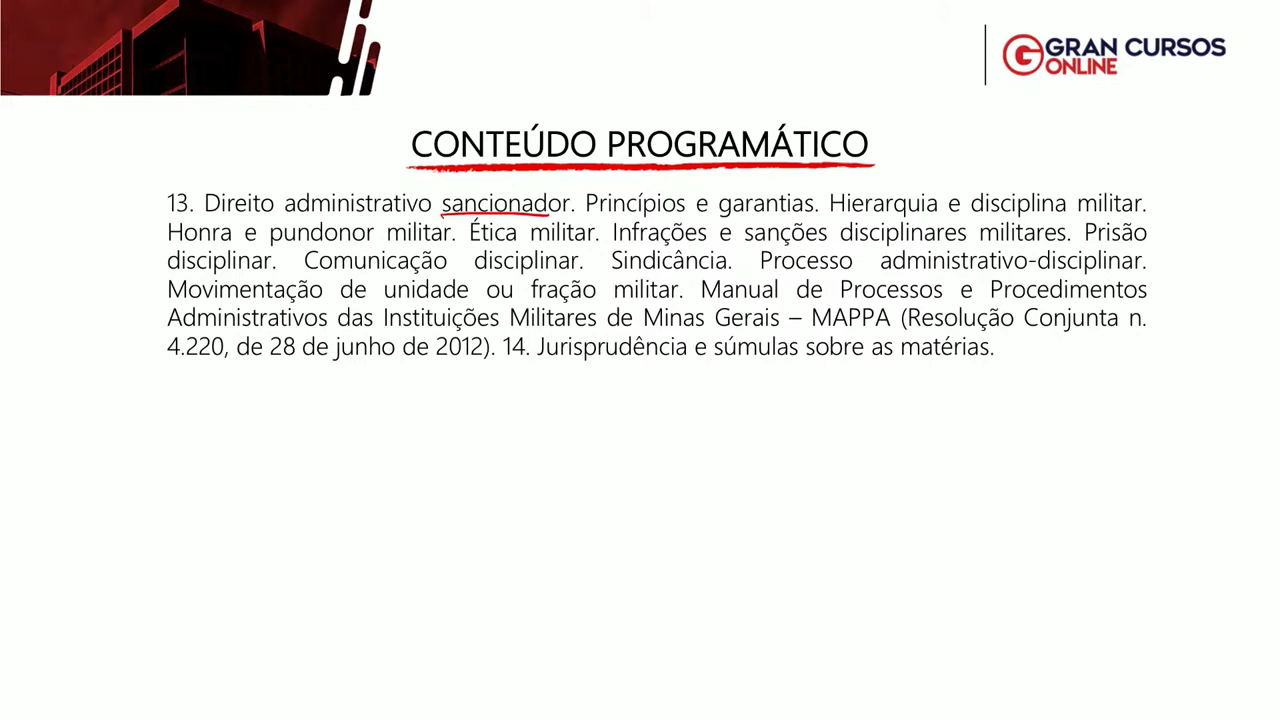 GRAN CURSOS
ONLINE
CONTEÚDO PROGRAMÁTICO
13. Direito administrativo sancionador. Princípios e garantias. Hierarquia e disciplina militar.
Honra e pundonor militar. Ética militar. Infrações e sanções disciplinares militares. Prisão
disciplinar. Comunicação disciplinar. Sindicância. Processo administrativo-disciplinar.
Movimentação de unidade ou fração militar. Manual de Processos e Procedimentos
Administrativos das Instituições Militares de Minas Gerais – MAPPA (Resolução Conjunta n.
4.220, de 28 de junho de 2012). 14. Jurisprudência e súmulas sobre as matérias.